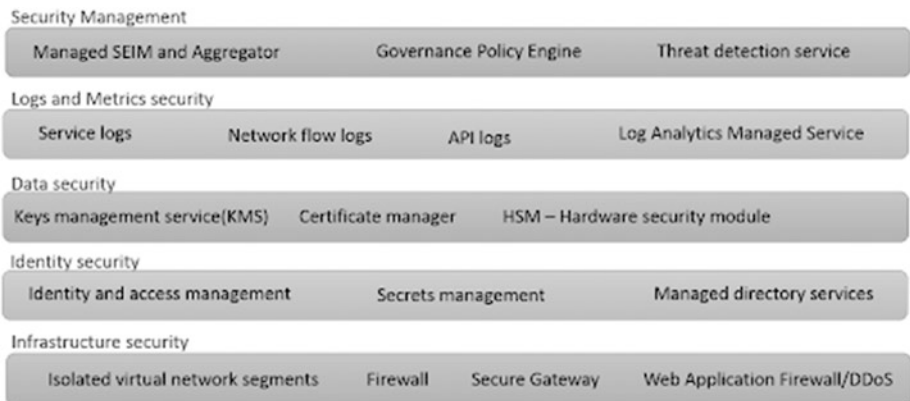 Security Management
Managed SEIM and Aggregator Governance Policy Engine Threat detection service
Logs and Metrics security
Service logs Network flow logs API logs Log Analytics Managed Service
Data security
Keys management service(KMS) Certificate manager HSM – Hardware security module
Identity security
Identity and access management Secrets management Managed directory services
Infrastructure security
Isolated virtual network segments Firewall Secure Gateway Web Application Firewall/DDoS